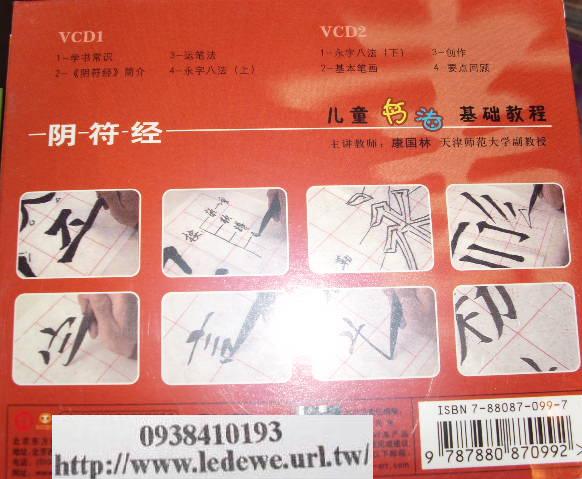 VCD1
1-学书常识
2-《阴符经》简介
3-运笔法
4-永字八法（上）
VCD2
1-永字八法（下）
2-基本笔画
3-创作
4-要点回顾
儿童书法基础教程
阴-符-经
主讲教师：康国林 天津师范大学副教授
ISBN 7-88087-099-7
9 787880 870992 >
0938410193
http://www.ledewe.url.tw/